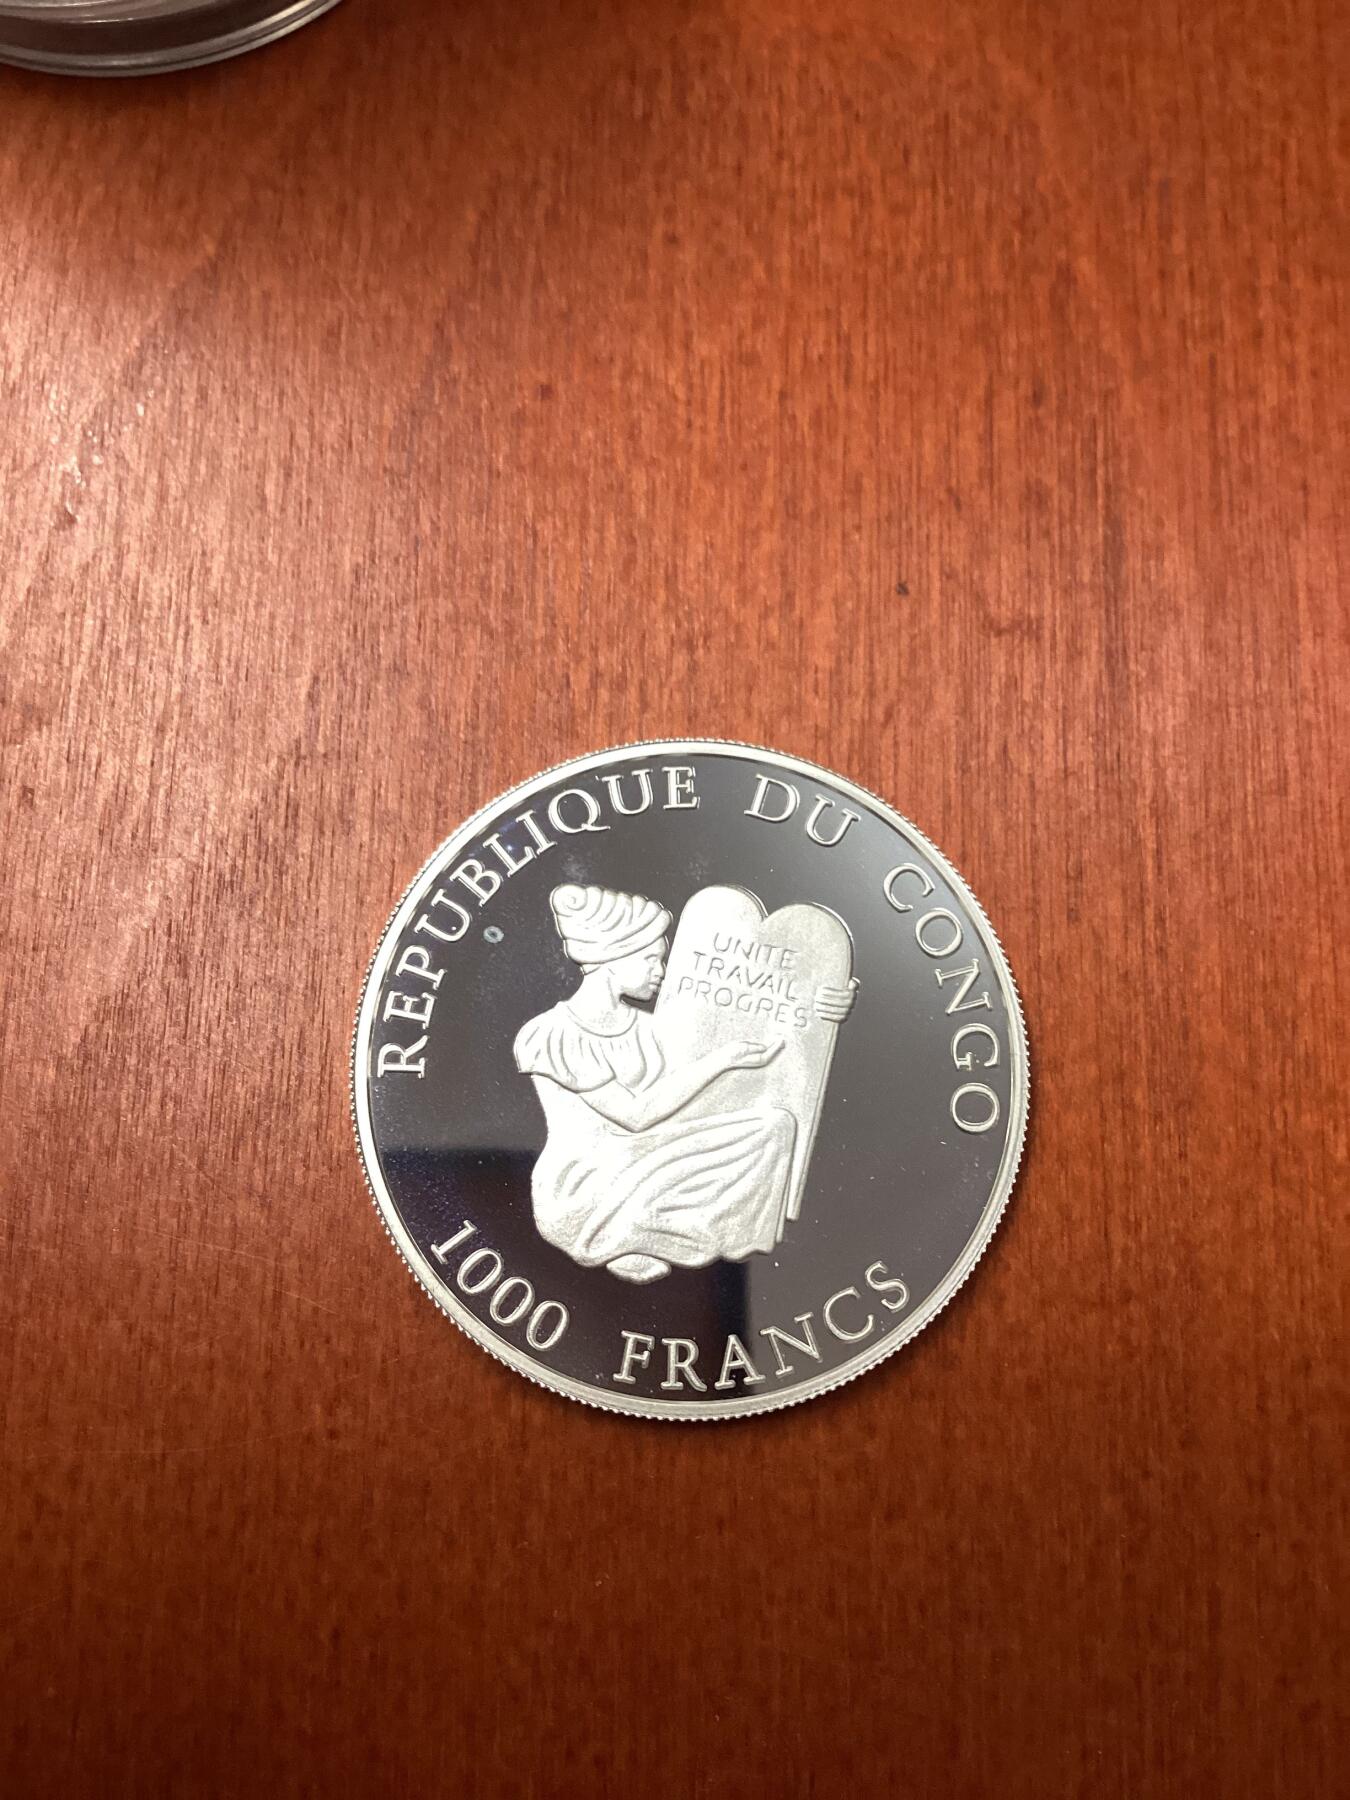 REPUBLIQUE DU CONGO
UNITE
TRAVAIL
PROGRES
1000 FRANCS